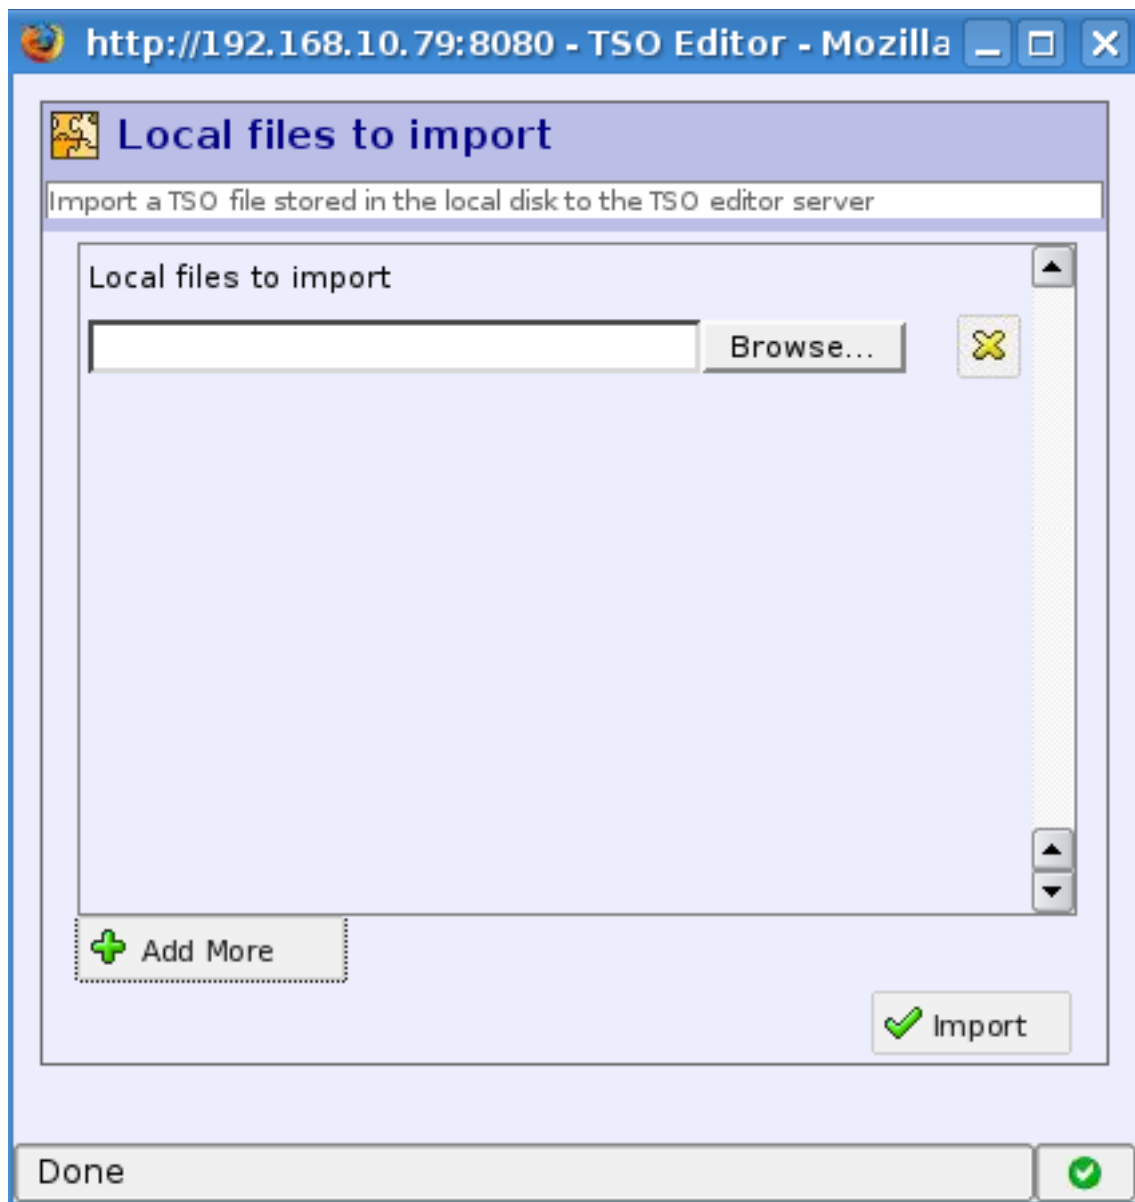 http://192.168.10.79:8080 - TSO Editor - Mozilla
Local files to import
Import a TSO file stored in the local disk to the TSO editor server
Local files to import
Browse...
Add More
Import
Done